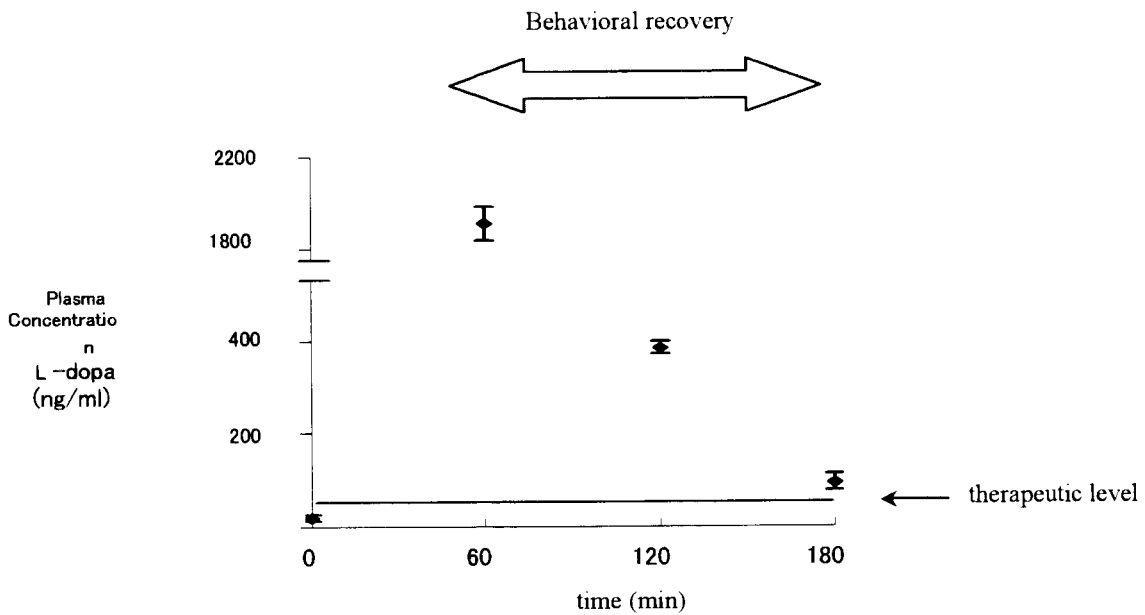 Behavioral recovery
2200
1800
Plasma
Concentratio
n
L-dopa
(ng/ml)
400
200
therapeutic level
0
60
120
180
time (min)